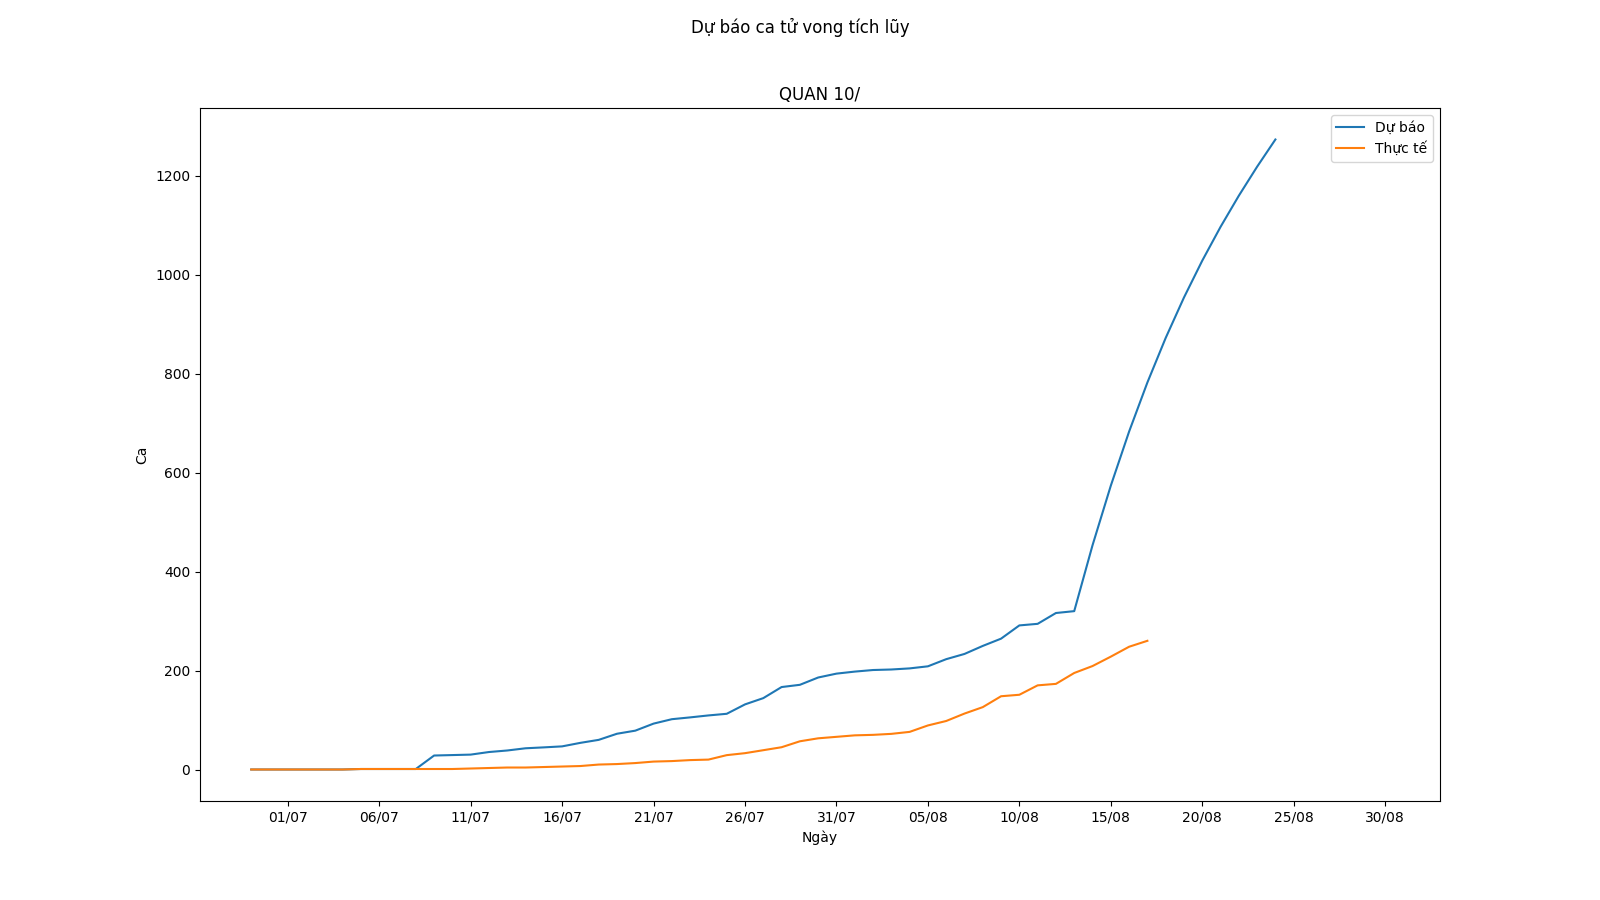 Dự báo ca tử vong tích lũy
QUAN 10/
Dự báo
Thực tế
1200
1000
800
600
400
200
0
Ca
01/07 06/07 11/07 16/07 21/07 26/07 31/07 05/08 10/08 15/08 20/08 25/08 30/08
Ngày